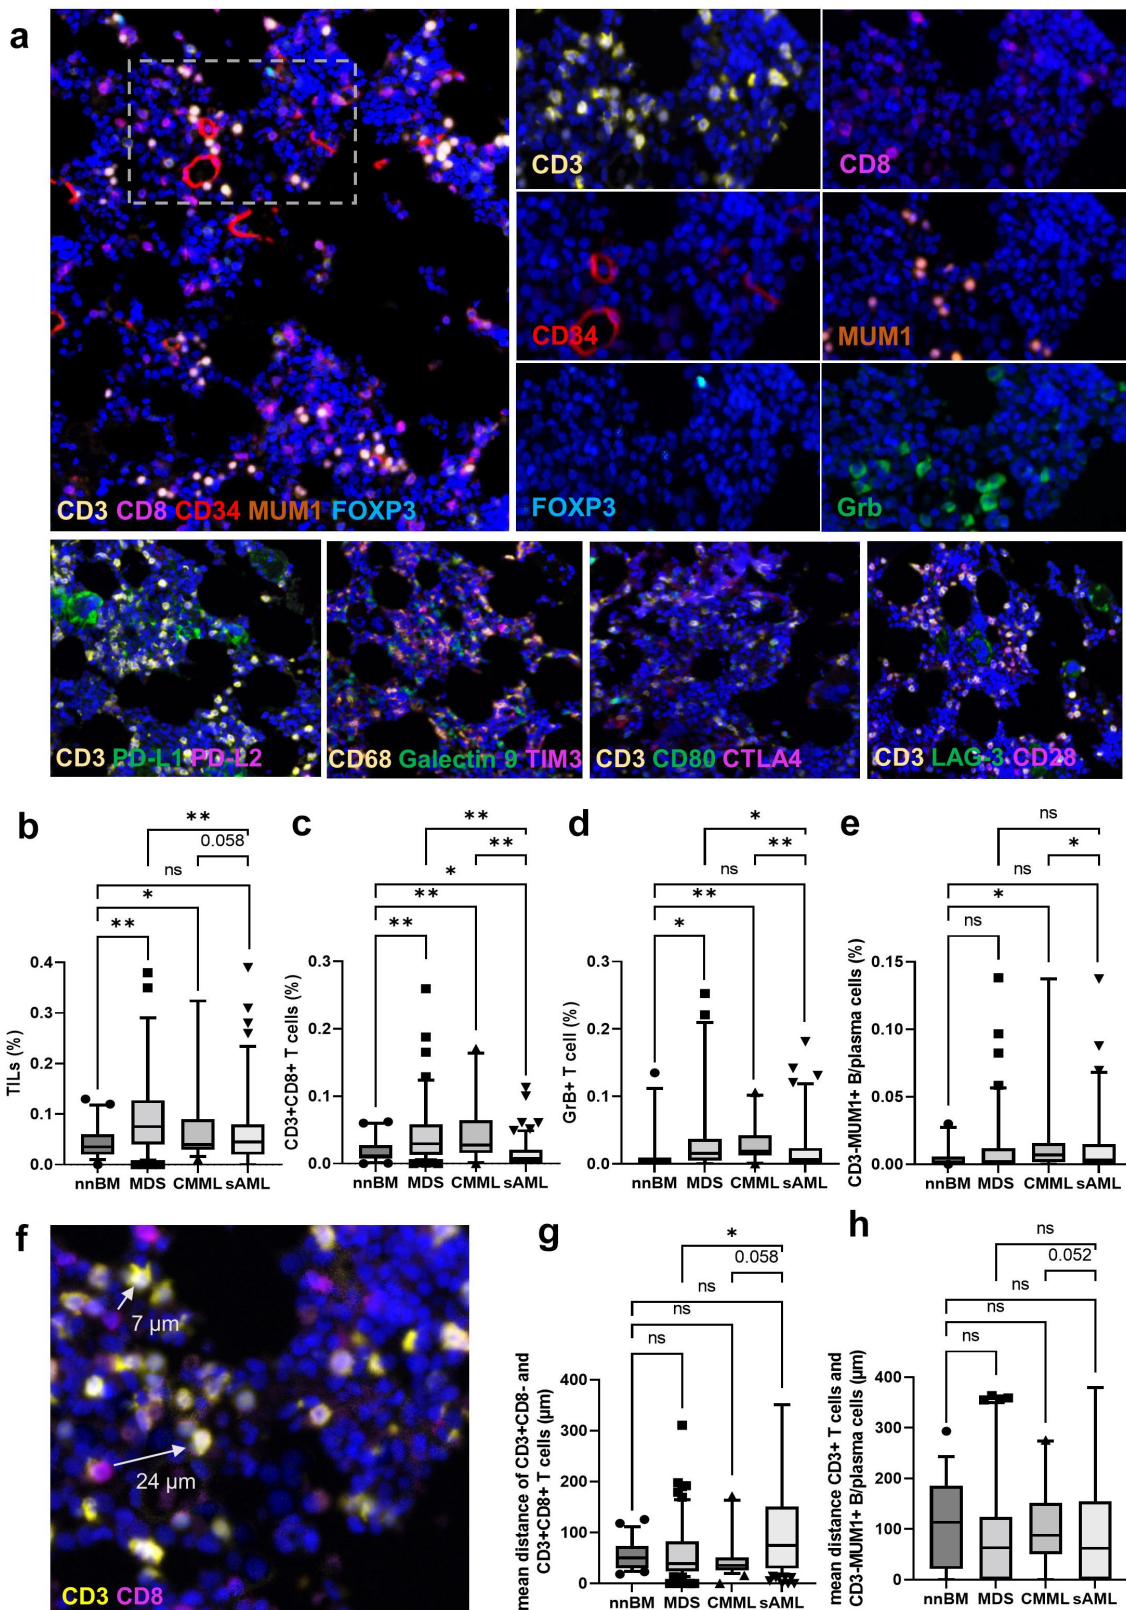 a
CD3
CD8
CD34
MUM1
CD3 CD8 CD34 MUM1 FOXP3
FOXP3
Grb
CD3 PD-L1 PD-L2
CD68 Galectin 9 TIM3
CD3 CD80 CTLA4
CD3 LAG-3 CD28
b
**
0.058
ns
*
**
TILs (%)
0.4
0.3
0.2
0.1
0.0
nnBM MDS CMML sAML
c
**
**
*
**
**
CD3+CD8+ T cells (%)
0.3
0.2
0.1
0.0
nnBM MDS CMML sAML
d
*
**
ns
**
*
GrB+ T cell (%)
0.3
0.2
0.1
0.0
nnBM MDS CMML sAML
e
ns
*
ns
*
ns
CD3-MUM1+ B/plasma cells (%)
0.15
0.10
0.05
0.00
nnBM MDS CMML sAML
f
7 µm
24 µm
CD3 CD8
g
*
0.058
ns
ns
ns
mean distance of CD3+CD8- and
CD3+CD8+ T cells (µm)
400
300
200
100
0
nnBM MDS CMML sAML
h
ns
0.052
ns
ns
ns
mean distance CD3+ T cells and
CD3-MUM1+ B/plasma cells (µm)
400
300
200
100
0
nnBM MDS CMML sAML